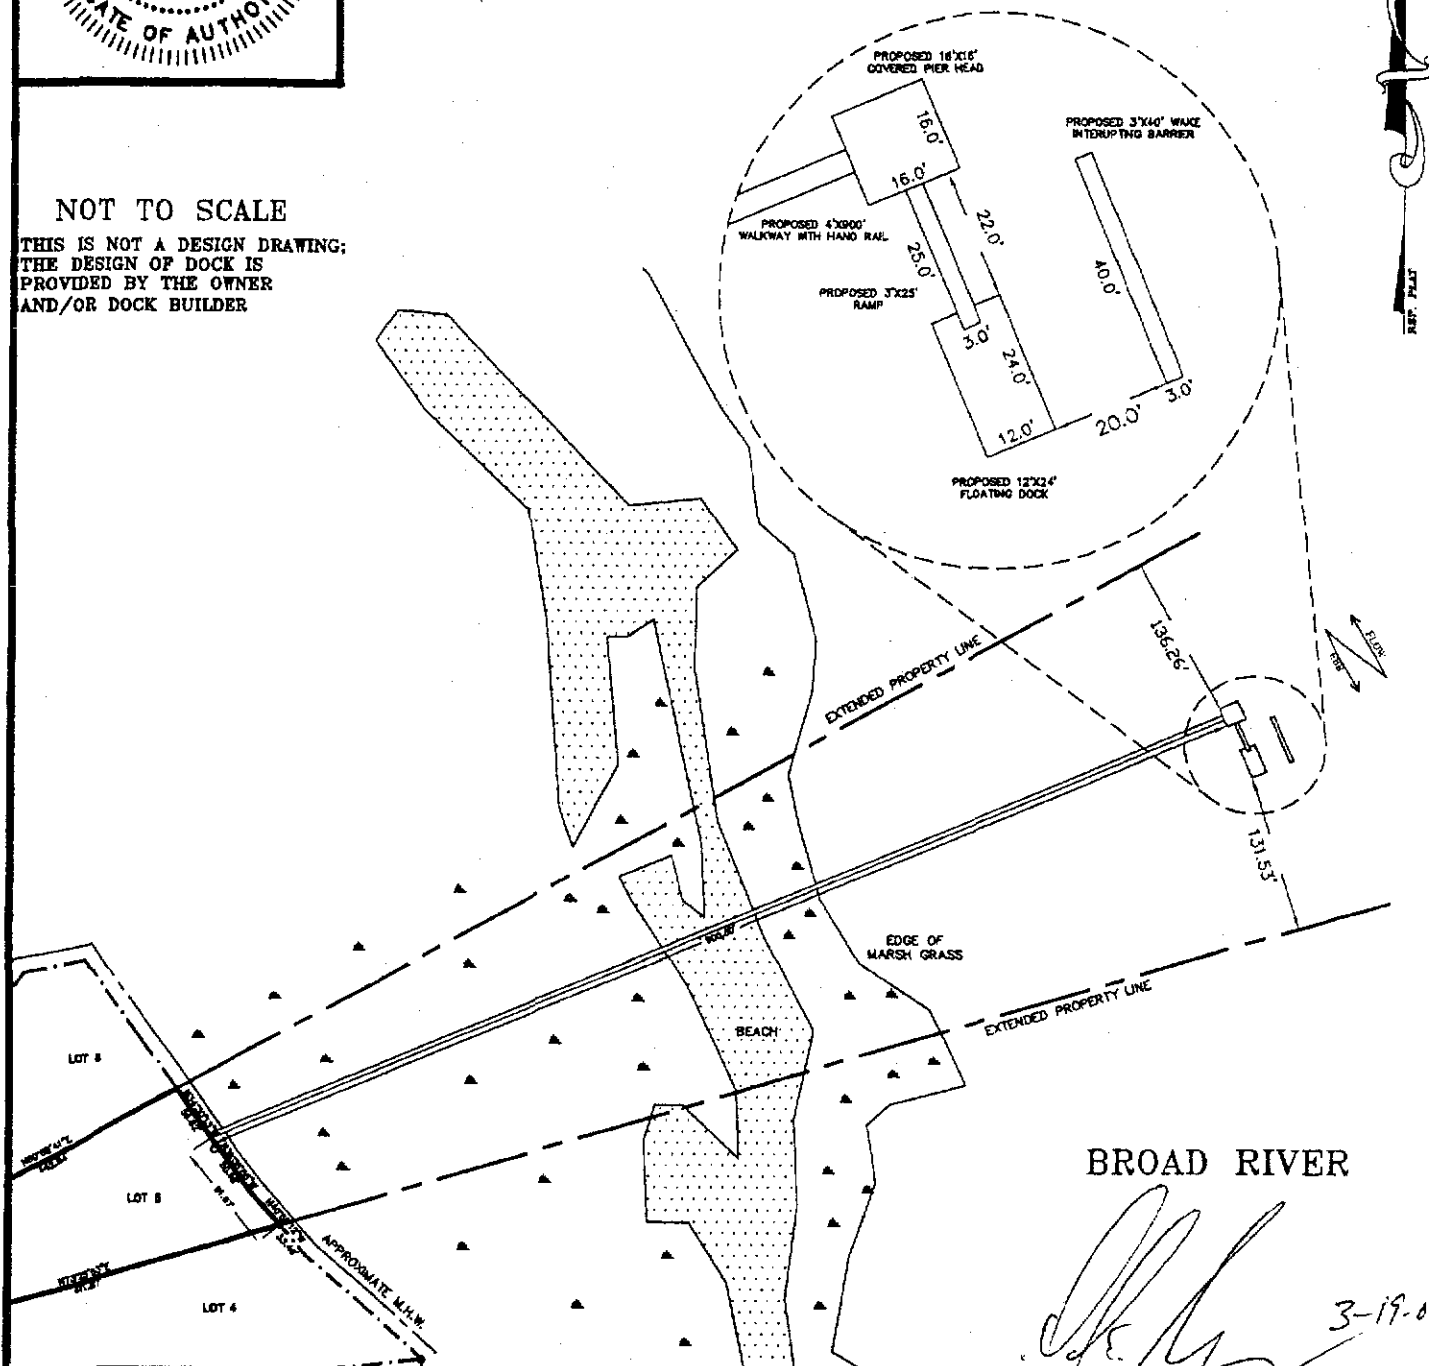 ATE OF AUTHO
NOT TO SCALE
THIS IS NOT A DESIGN DRAWING;
THE DESIGN OF DOCK IS
PROVIDED BY THE OWNER
AND/OR DOCK BUILDER
PROPOSED 16'X16'
COVERED PIER HEAD
16.0'
16.0'
PROPOSED 3'X40' WAKE
INTERUPTING BARRIER
PROPOSED 4'X900'
WALKWAY WITH HAND RAIL
22.0'
25.0'
40.0'
PROPOSED 3'X25'
RAMP
3.0'
24.0'
12.0'
20.0'
3.0'
PROPOSED 12'X24'
FLOATING DOCK
REF. PLAT
EXTENDED PROPERTY LINE
136.26'
FLOW
EBB
131.53'
EDGE OF
MARSH GRASS
EXTENDED PROPERTY LINE
BEACH
LOT 5
LOT 4
APPROXIMATE M.H.W.
BROAD RIVER
3-19-0